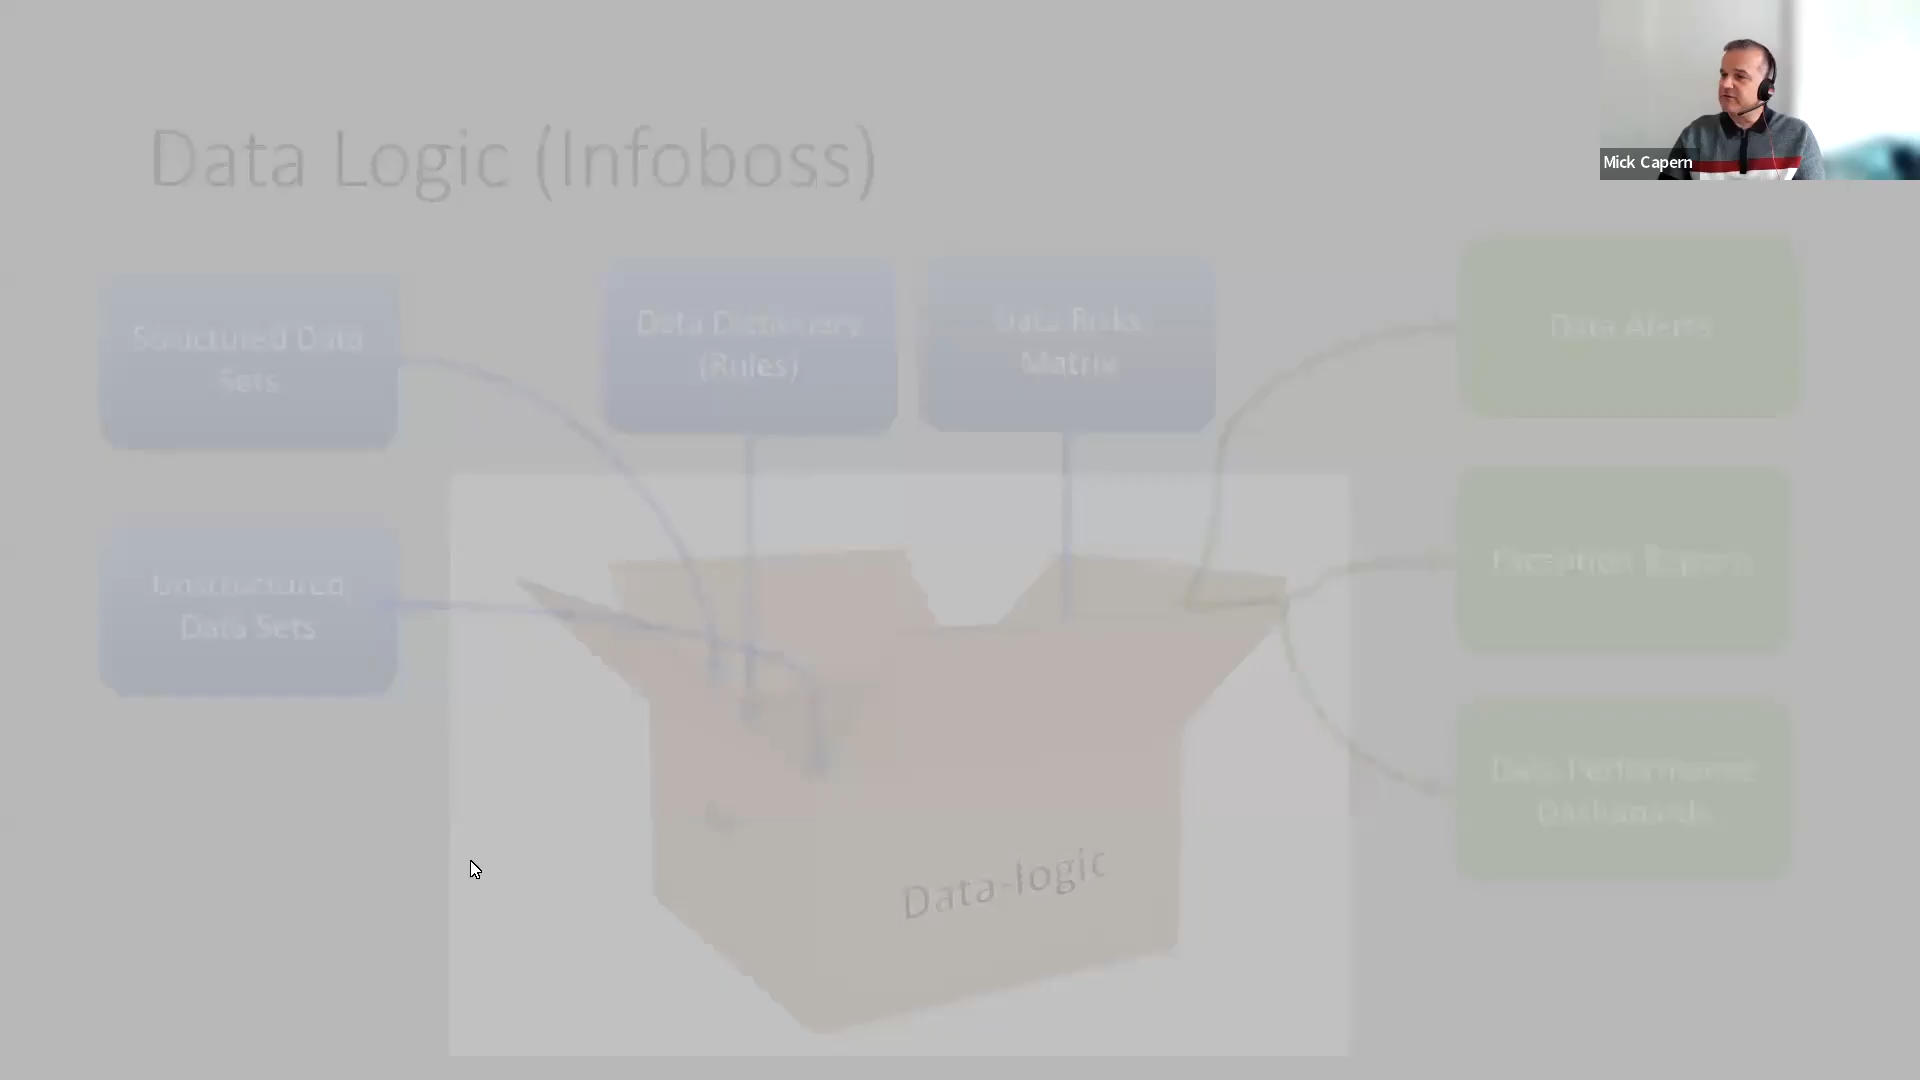 Mick Capern
Data Logic (Infoboss)
Structured Data
Sets
Data Dictionary
(Rules)
Data Risks
Matrix
Data Alerts
Unstructured
Data Sets
Exception Reports
Data Performance
Dashboards
Data-logic